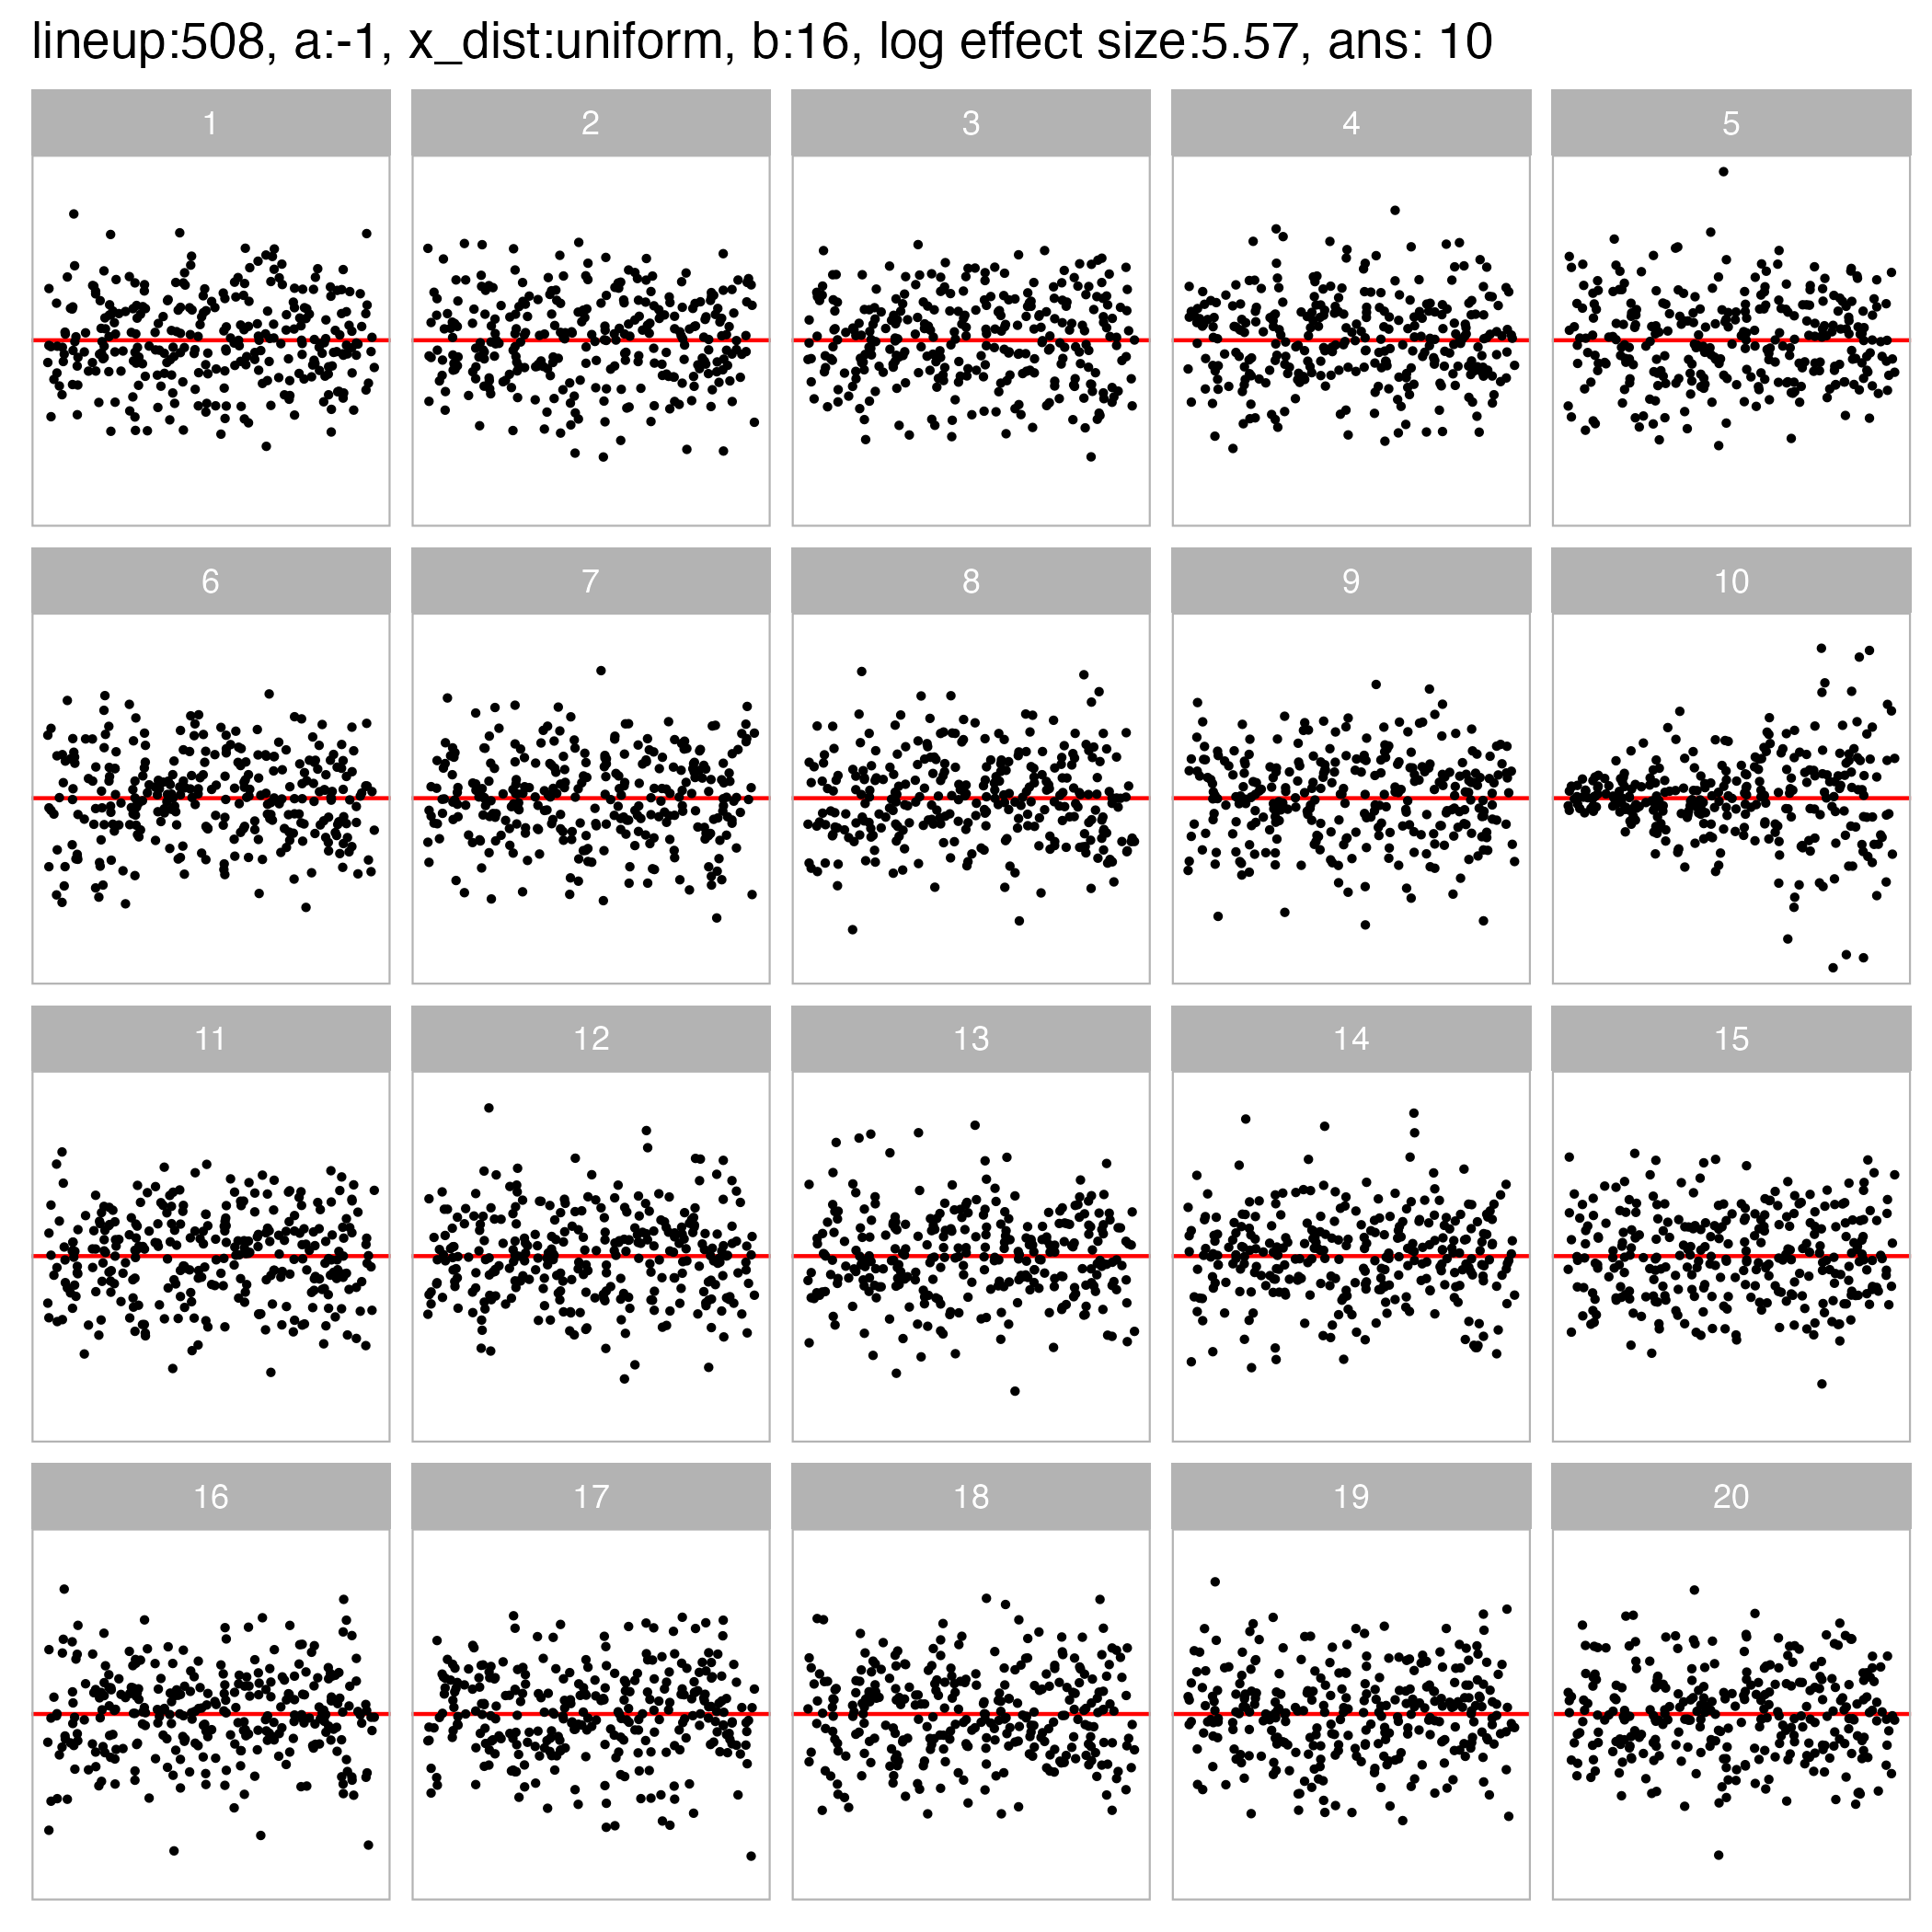 lineup:508, a:-1, x_dist:uniform, b:16, log effect size:5.57, ans: 10
1 2 3 4 5
6 7 8 9 10
11 12 13 14 15
16 17 18 19 20